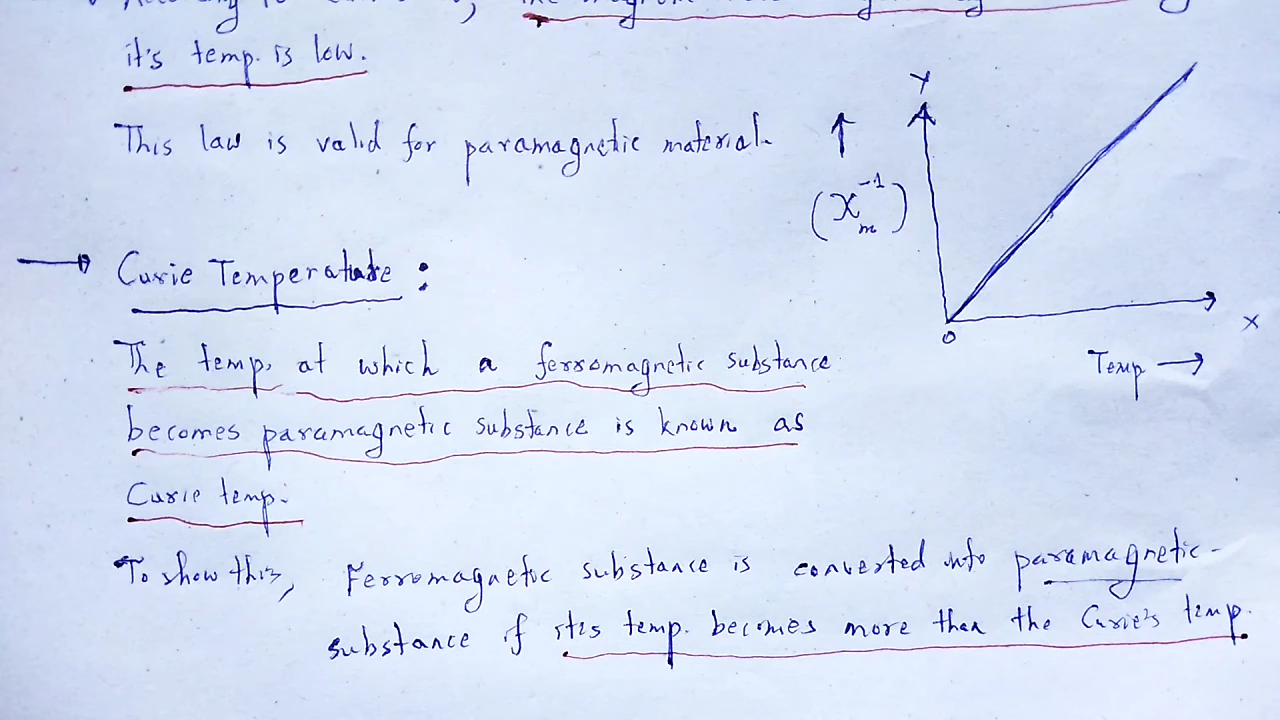 it's temp. is low.
This law is valid for paramagnetic material.
Y
(χm⁻¹)
O
X
Temp →
→ Curie Temperature :
The temp. at which a ferromagnetic substance
becomes paramagnetic substance is known as
Curie temp.
To show this, Ferromagnetic substance is converted into paramagnetic-
substance if its temp. becomes more than the Curie's temp.